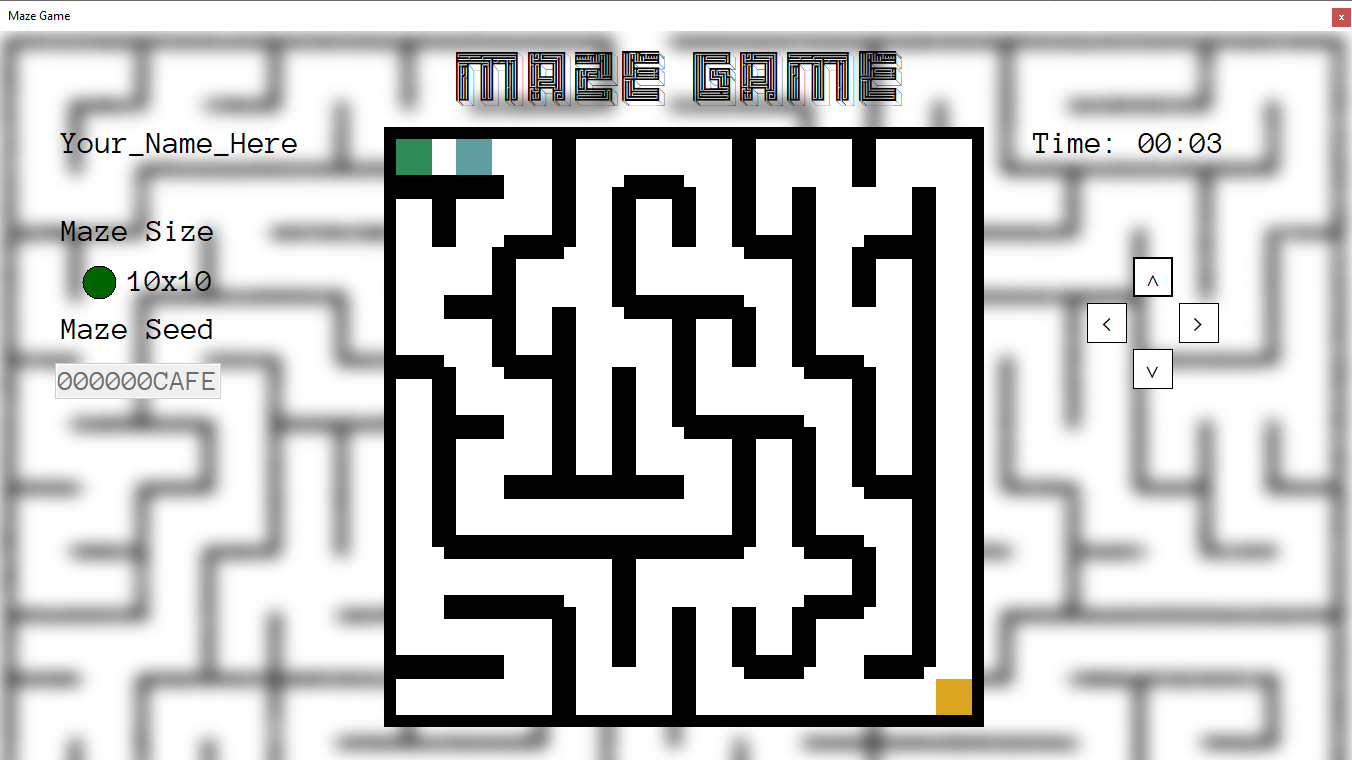 Maze Game
x
MAZE GAME
Your_Name_Here
Time: 00:03
Maze Size
10x10
Maze Seed
000000CAFE
^
< >
v